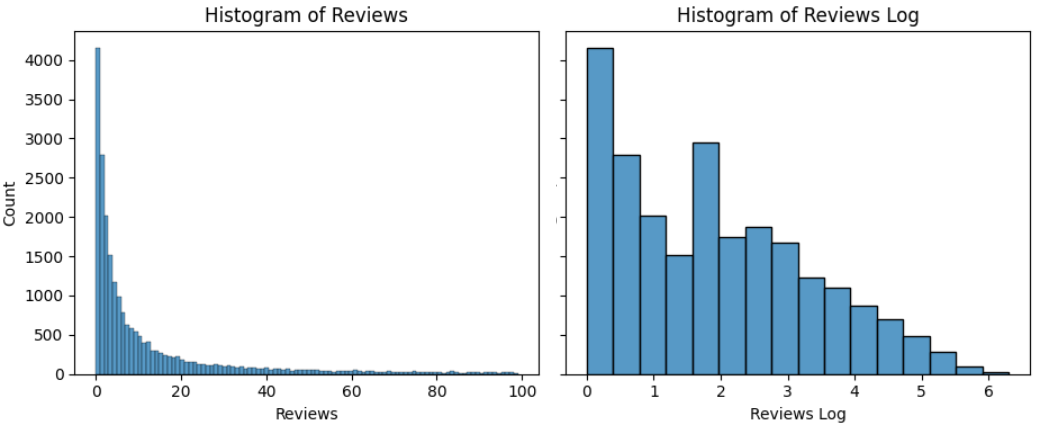 Histogram of Reviews
4000
3500
3000
2500
2000
1500
1000
500
0
Count
0 20 40 60 80 100
Reviews
Histogram of Reviews Log
0 1 2 3 4 5 6
Reviews Log